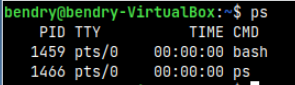 bendry@bendry-VirtualBox:~$ ps
    PID TTY          TIME CMD
   1459 pts/0    00:00:00 bash
   1466 pts/0    00:00:00 ps